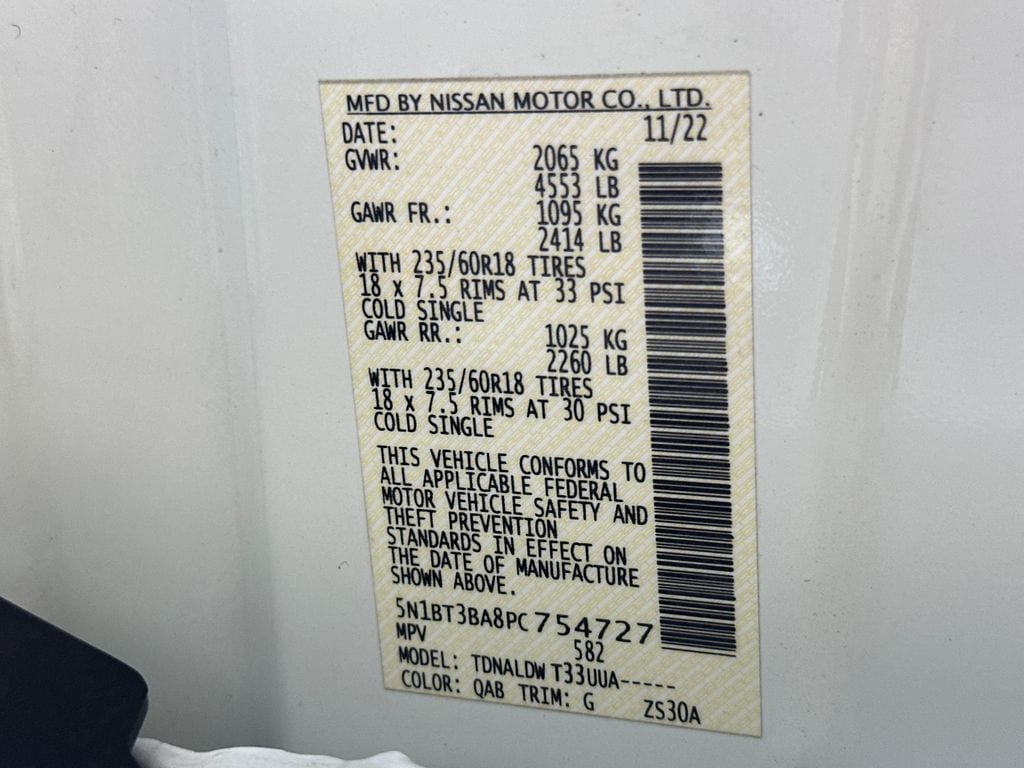 MFD BY NISSAN MOTOR CO., LTD.
DATE: 11/22
GVWR: 2065 KG
4553 LB
GAWR FR.: 1095 KG
2414 LB
WITH 235/60R18 TIRES
18 X 7.5 RIMS AT 33 PSI
COLD SINGLE
GAWR RR.: 1025 KG
2260 LB
WITH 235/60R18 TIRES
18 X 7.5 RIMS AT 30 PSI
COLD SINGLE
THIS VEHICLE CONFORMS TO
ALL APPLICABLE FEDERAL
MOTOR VEHICLE SAFETY AND
THEFT PREVENTION
STANDARDS IN EFFECT ON
THE DATE OF MANUFACTURE
SHOWN ABOVE.
5N1BT3BA8PC754727
MPV 582
MODEL: TDNALDW T33UUA-----
COLOR: QAB TRIM: G ZS30A